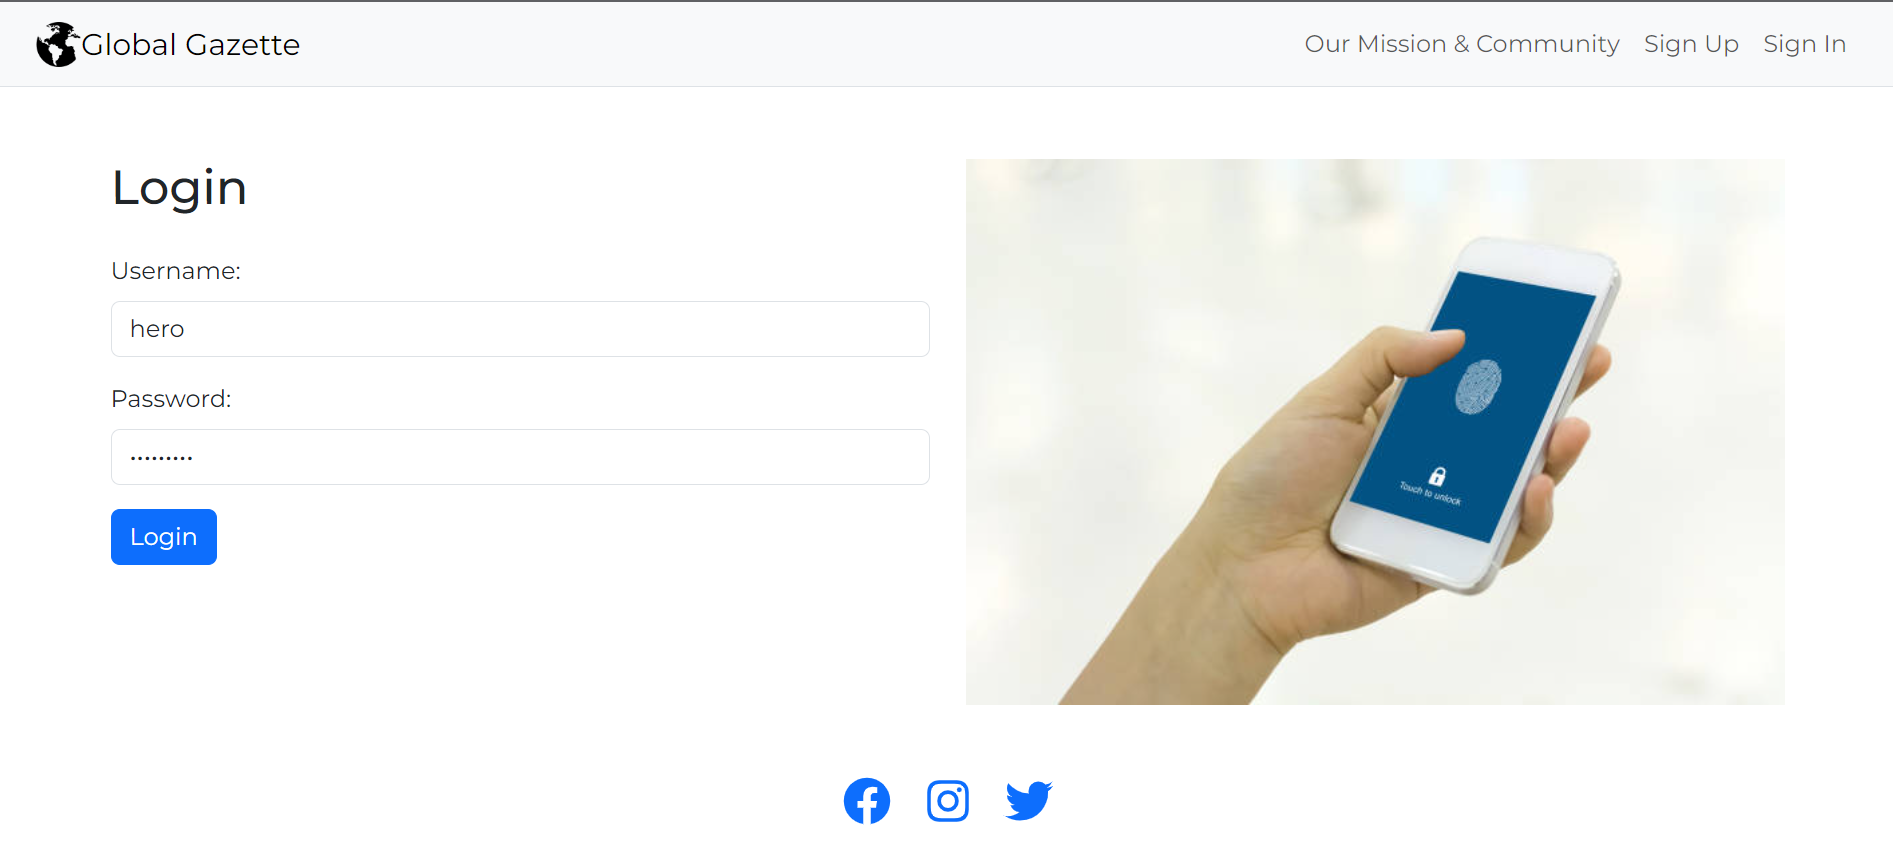 Global Gazette
Our Mission & Community Sign Up Sign In
Login
Username:
hero
Password:
•••••••••
Login
Touch to unlock